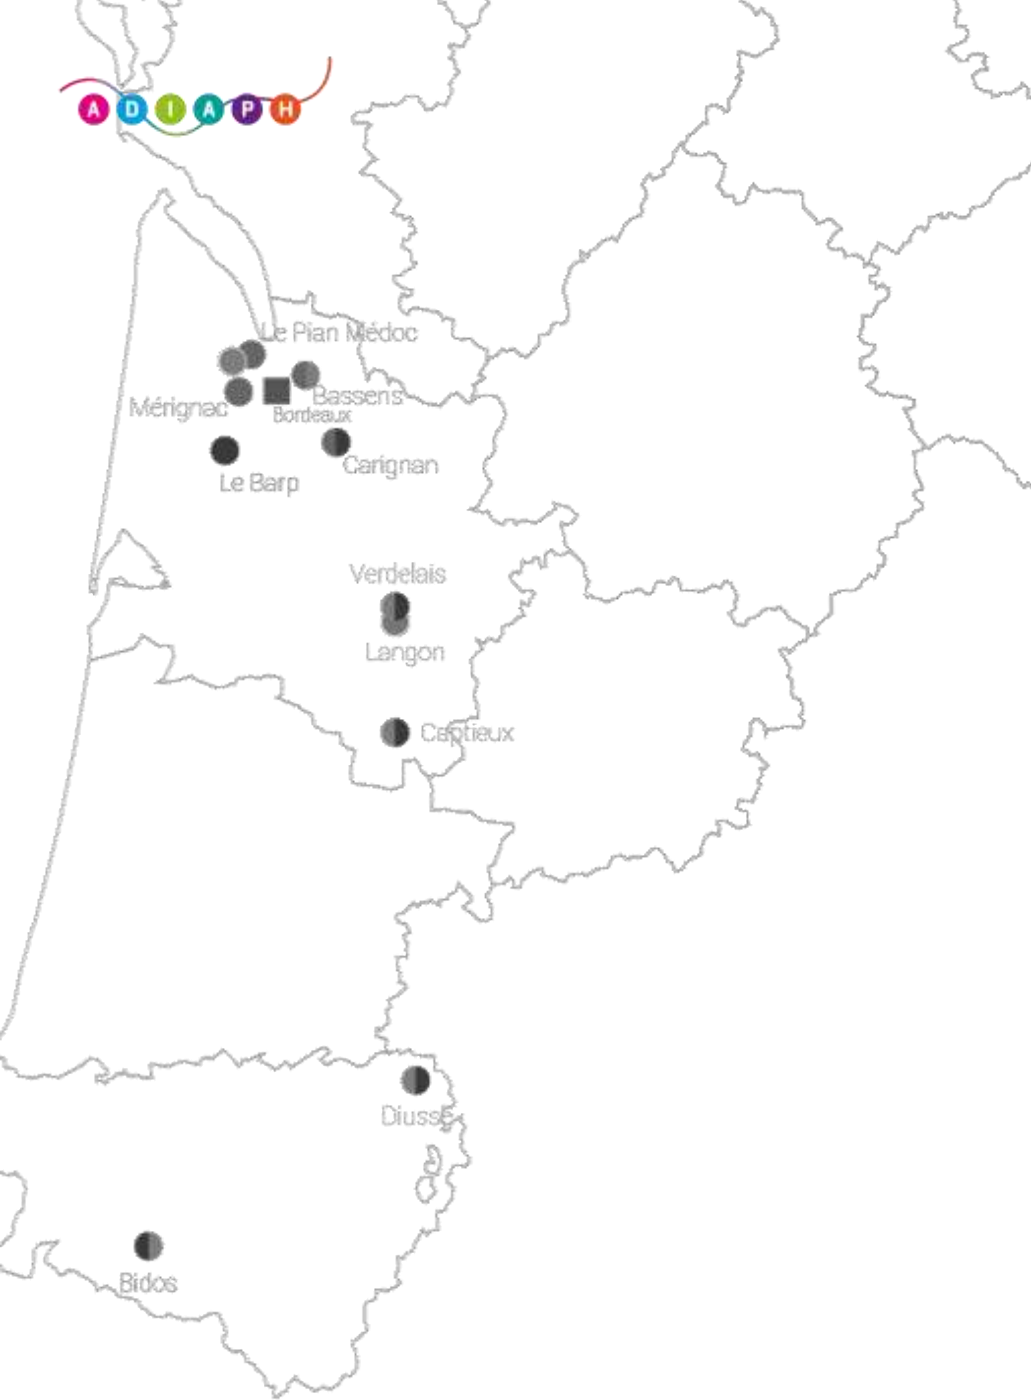 ADIAPH
Le Pian Médoc
Bassens
Mérignac
Bordeaux
Carignan
Le Barp
Verdelais
Langon
Captieux
Diusse
Bidos